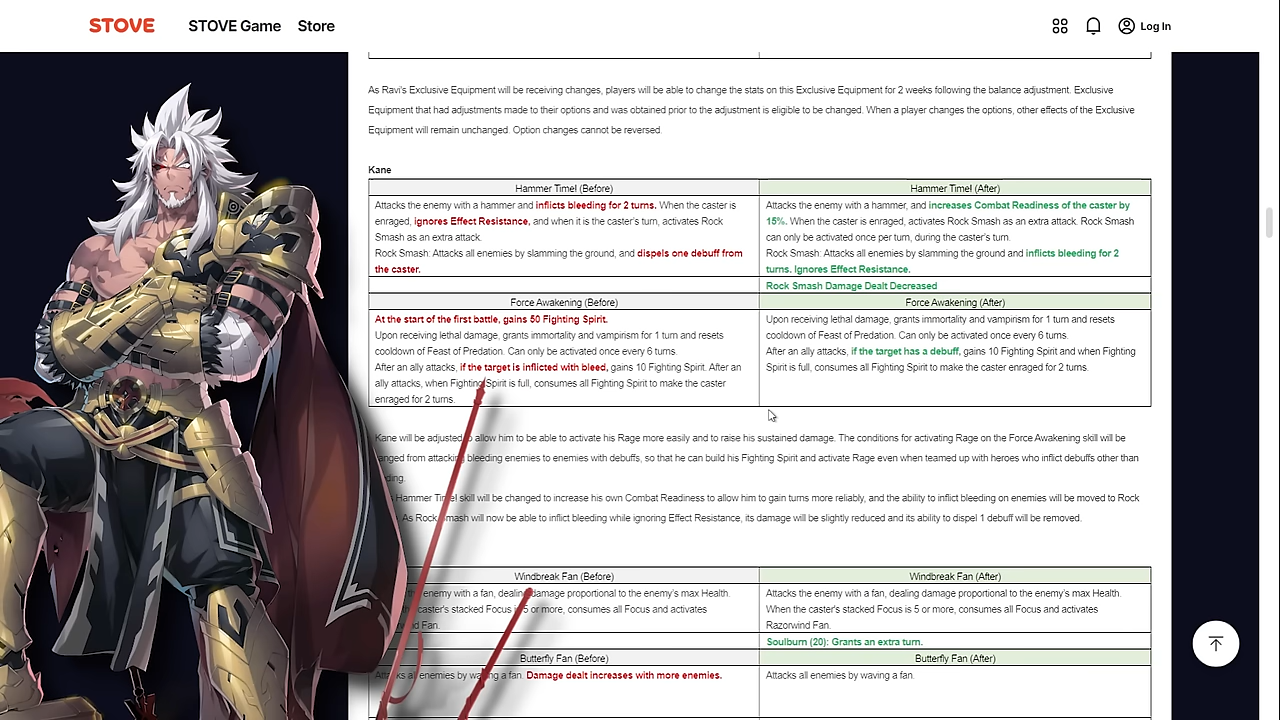 STOVE
STOVE Game
Store
Log In
As Ravi's Exclusive Equipment will be receiving changes, players will be able to change the stats on this Exclusive Equipment for 2 weeks following the balance adjustment. Exclusive
Equipment that had adjustments made to their options and was obtained prior to the adjustment is eligible to be changed. When a player changes the options, other effects of the Exclusive
Equipment will remain unchanged. Option changes cannot be reversed.
Kane
Hammer Time! (Before)
Attacks the enemy with a hammer and inflicts bleeding for 2 turns. When the caster is
enraged, ignores Effect Resistance, and when it is the caster's turn, activates Rock
Smash as an extra attack.
Rock Smash: Attacks all enemies by slamming the ground, and dispels one debuff from
the caster.
Hammer Time! (After)
Attacks the enemy with a hammer, and increases Combat Readiness of the caster by
15%. When the caster is enraged, activates Rock Smash as an extra attack. Rock Smash
can only be activated once per turn, during the caster's turn.
Rock Smash: Attacks all enemies by slamming the ground and inflicts bleeding for 2
turns. Ignores Effect Resistance.
Rock Smash Damage Dealt Decreased
Force Awakening (Before)
At the start of the first battle, gains 50 Fighting Spirit.
Upon receiving lethal damage, grants immortality and vampirism for 1 turn and resets
cooldown of Feast of Predation. Can only be activated once every 6 turns.
After an ally attacks, if the target is inflicted with bleed, gains 10 Fighting Spirit. After an
ally attacks, when Fighting Spirit is full, consumes all Fighting Spirit to make the caster
enraged for 2 turns.
Force Awakening (After)
Upon receiving lethal damage, grants immortality and vampirism for 1 turn and resets
cooldown of Feast of Predation. Can only be activated once every 6 turns.
After an ally attacks, if the target has a debuff, gains 10 Fighting Spirit and when Fighting
Spirit is full, consumes all Fighting Spirit to make the caster enraged for 2 turns.
Kane will be adjusted to allow him to be able to activate his Rage more easily and to raise his sustained damage. The conditions for activating Rage on the Force Awakening skill will be
from attacking bleeding enemies to enemies with debuffs, so that he can build his Fighting Spirit and activate Rage even when teamed up with heroes who inflict debuffs other than
Hammer Time! skill will be changed to increase his own Combat Readiness to allow him to gain turns more reliably, and the ability to inflict bleeding on enemies will be moved to Rock
As Rock Smash will now be able to inflict bleeding while ignoring Effect Resistance, its damage will be slightly reduced and its ability to dispel 1 debuff will be removed.
Windbreak Fan (Before)
enemy with a fan, dealing damage proportional to the enemy's max Health.
caster's stacked Focus is 5 or more, consumes all Focus and activates
Fan.
Windbreak Fan (After)
Attacks the enemy with a fan, dealing damage proportional to the enemy's max Health.
When the caster's stacked Focus is 5 or more, consumes all Focus and activates
Razorwind Fan.
Soulburn (20): Grants an extra turn.
Butterfly Fan (Before)
Attacks all enemies by waving a fan. Damage dealt increases with more enemies.
Butterfly Fan (After)
Attacks all enemies by waving a fan.